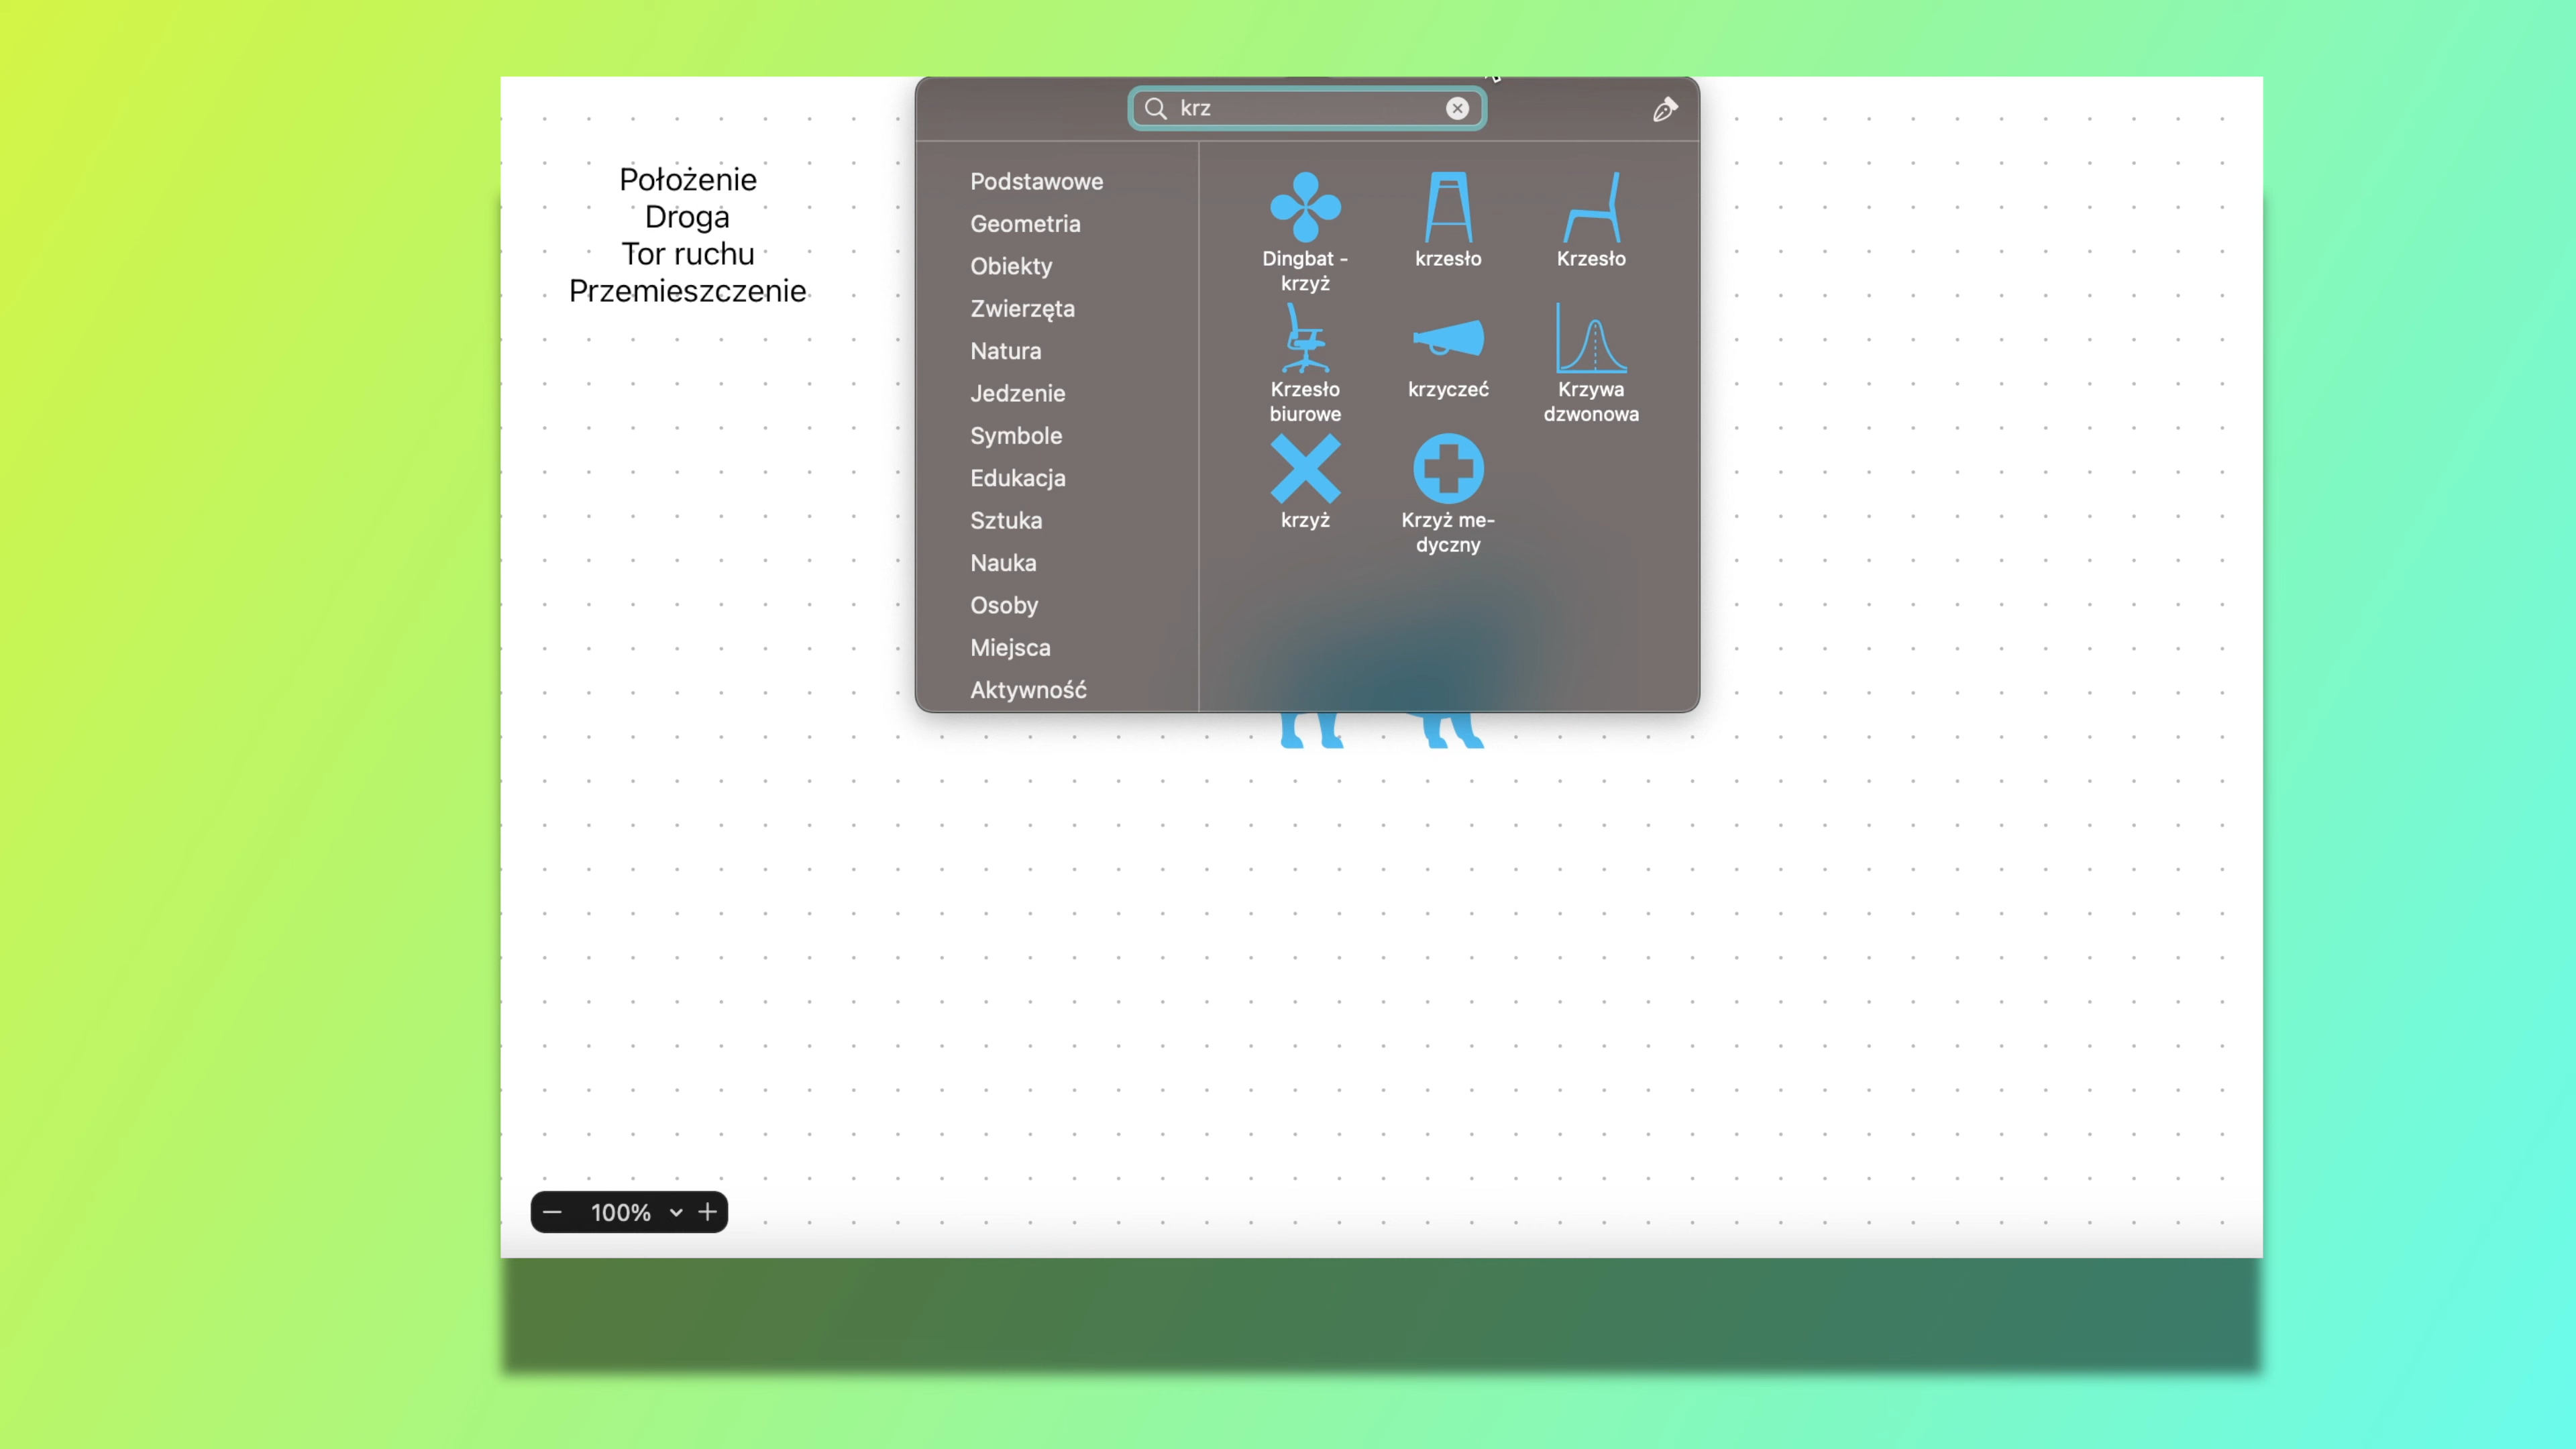 krz
Położenie
Droga
Tor ruchu
Przemieszczenie
Podstawowe
Geometria
Obiekty
Zwierzęta
Natura
Jedzenie
Symbole
Edukacja
Sztuka
Nauka
Osoby
Miejsca
Aktywność
Dingbat -
krzyż
krzesło
Krzesło
Krzesło
biurowe
krzyczeć
Krzywa
dzwonowa
krzyż
Krzyż me-
dyczny
100%